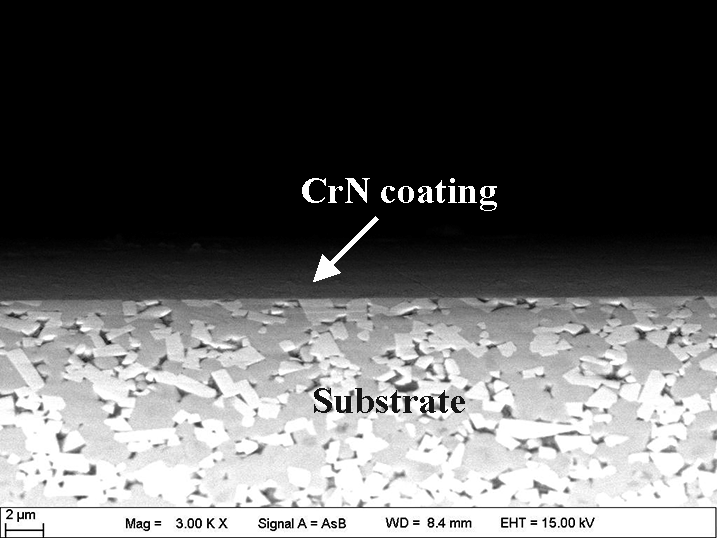 CrN coating
Substrate
2 µm
Mag = 3.00 K X Signal A = AsB WD = 8.4 mm EHT = 15.00 kV